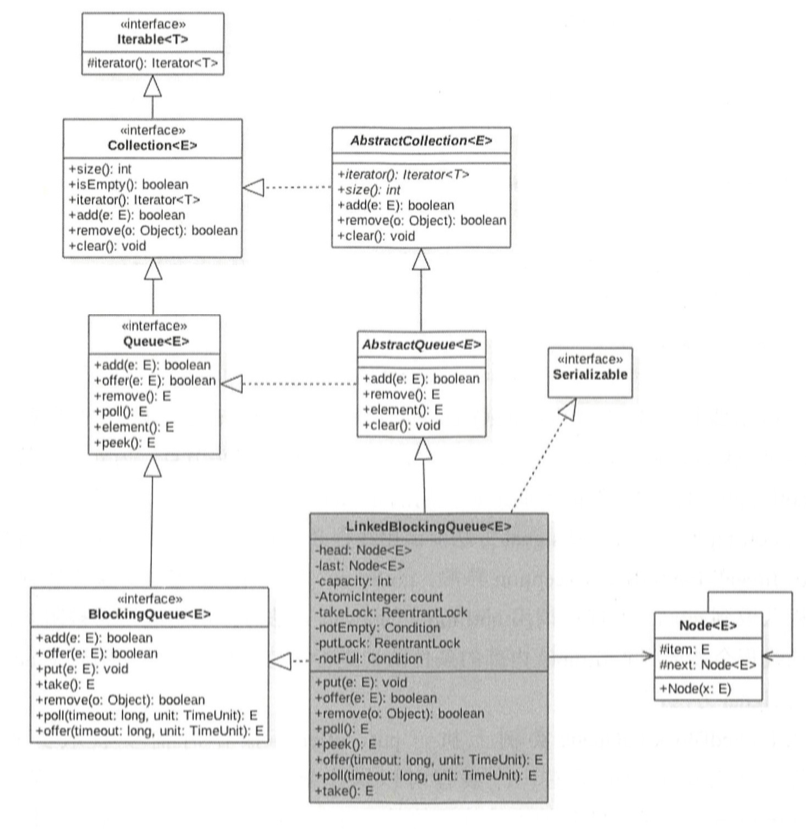 «interface»
Iterable<T>
#iterator(): Iterator<T>
«interface»
Collection<E>
+size(): int
+isEmpty(): boolean
+iterator(): Iterator<T>
+add(e: E): boolean
+remove(o: Object): boolean
+clear(): void
AbstractCollection<E>
+iterator(): Iterator<T>
+size(): int
+add(e: E): boolean
+remove(o: Object): boolean
+clear(): void
«interface»
Queue<E>
+add(e: E): boolean
+offer(e: E): boolean
+remove(): E
+poll(): E
+element(): E
+peek(): E
AbstractQueue<E>
+add(e: E): boolean
+remove(): E
+element(): E
+clear(): void
«interface»
Serializable
«interface»
BlockingQueue<E>
+add(e: E): boolean
+offer(e: E): boolean
+put(e: E): void
+take(): E
+remove(o: Object): boolean
+poll(timeout: long, unit: TimeUnit): E
+offer(timeout: long, unit: TimeUnit): E
LinkedBlockingQueue<E>
-head: Node<E>
-last: Node<E>
-capacity: int
-AtomicInteger: count
-takeLock: ReentrantLock
-notEmpty: Condition
-putLock: ReentrantLock
-notFull: Condition
+put(e: E): void
+offer(e: E): boolean
+remove(o: Object): boolean
+poll(): E
+peek(): E
+offer(timeout: long, unit: TimeUnit): E
+poll(timeout: long, unit: TimeUnit): E
+take(): E
Node<E>
#item: E
#next: Node<E>
+Node(x: E)